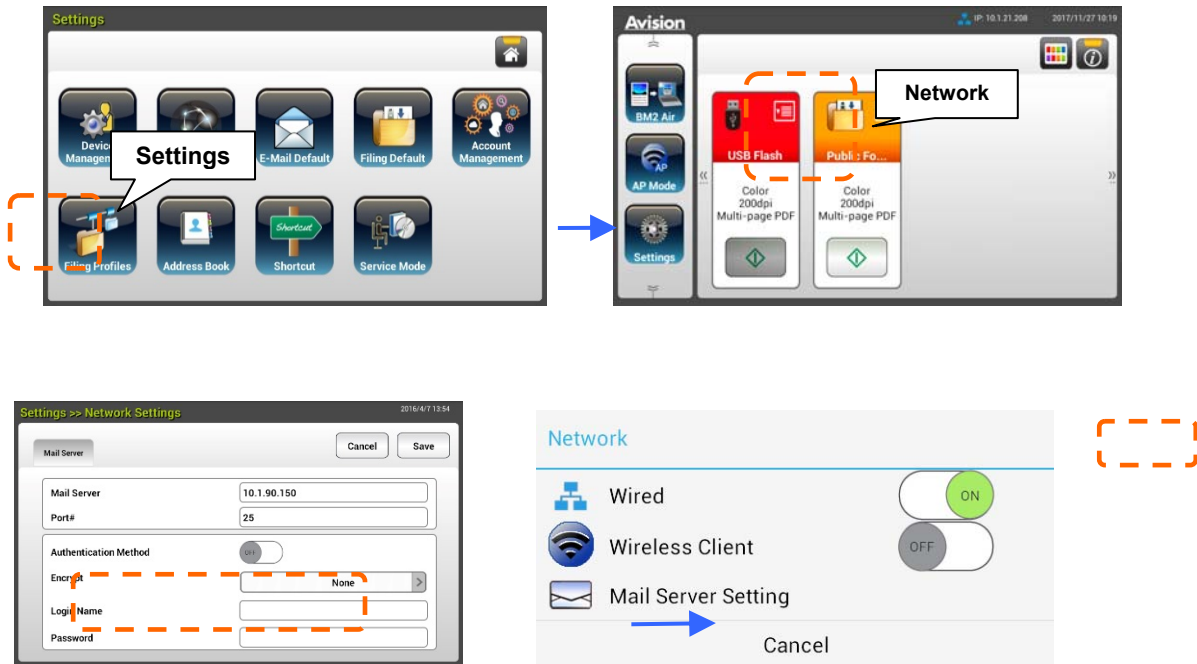 Settings
Device
Management
Settings
E-Mail Default
Filing Default
Account
Management
Filing Profiles
Address Book
Shortcut
Shortcut
Service Mode
Avision
IP: 10.1.21.208
2017/11/27 10:19
BM2 Air
AP
AP Mode
Settings
USB Flash
Color
200dpi
Multi-page PDF
Publi : Fo...
Color
200dpi
Multi-page PDF
Network
Settings >> Network Settings
2016/4/7 13:54
Mail Server
Cancel
Save
Mail Server
10.1.90.150
Port#
25
Authentication Method
OFF
Encrypt
None
Login Name
Password
Network
Wired
ON
Wireless Client
OFF
Mail Server Setting
Cancel